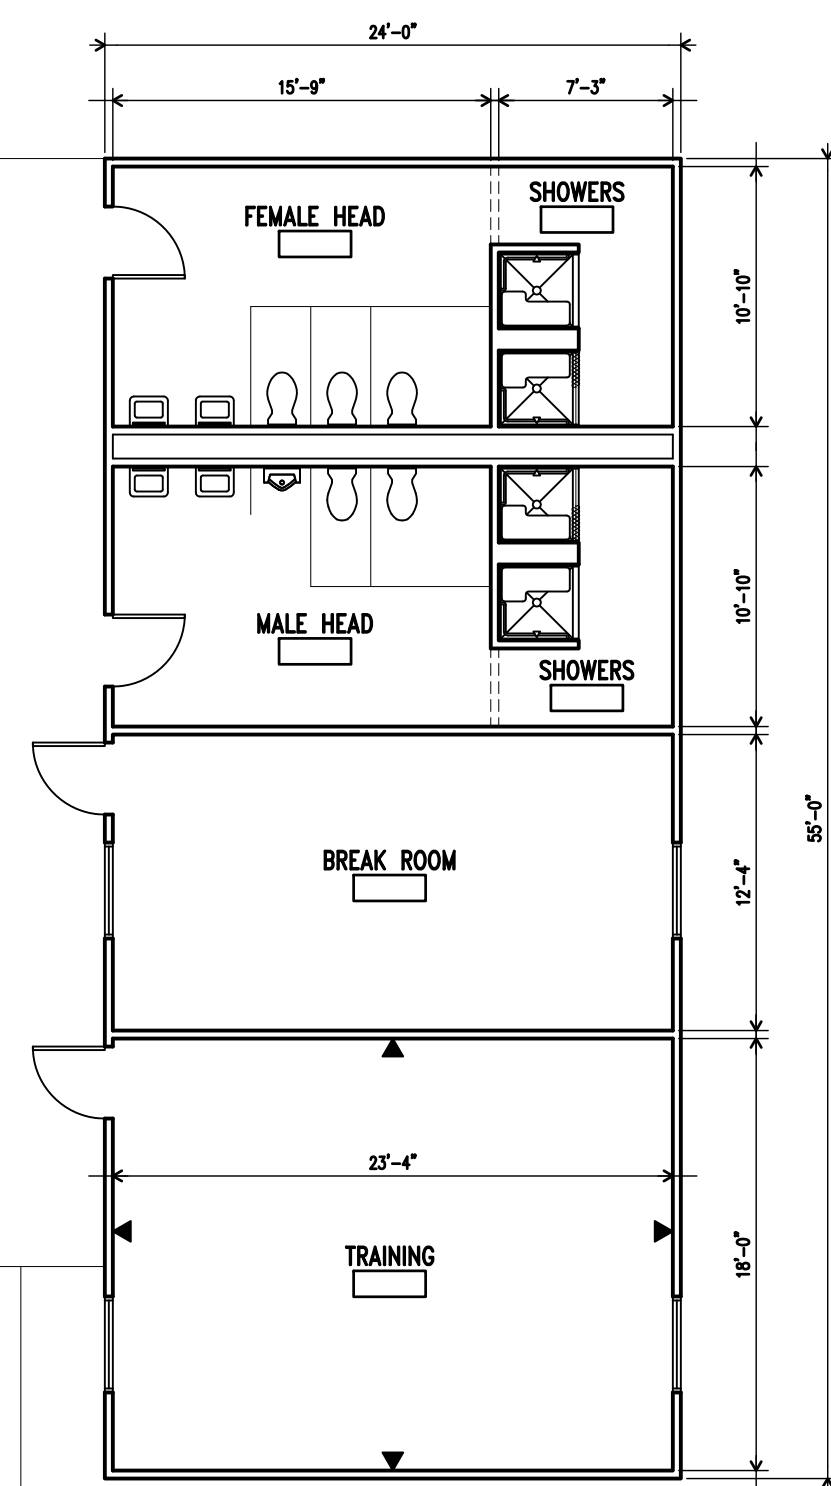 24'-0"
15'-9"
7'-3"
SHOWERS
FEMALE HEAD
10'-10"
10'-10"
MALE HEAD
SHOWERS
55'-0"
BREAK ROOM
12'-4"
23'-4"
18'-0"
TRAINING